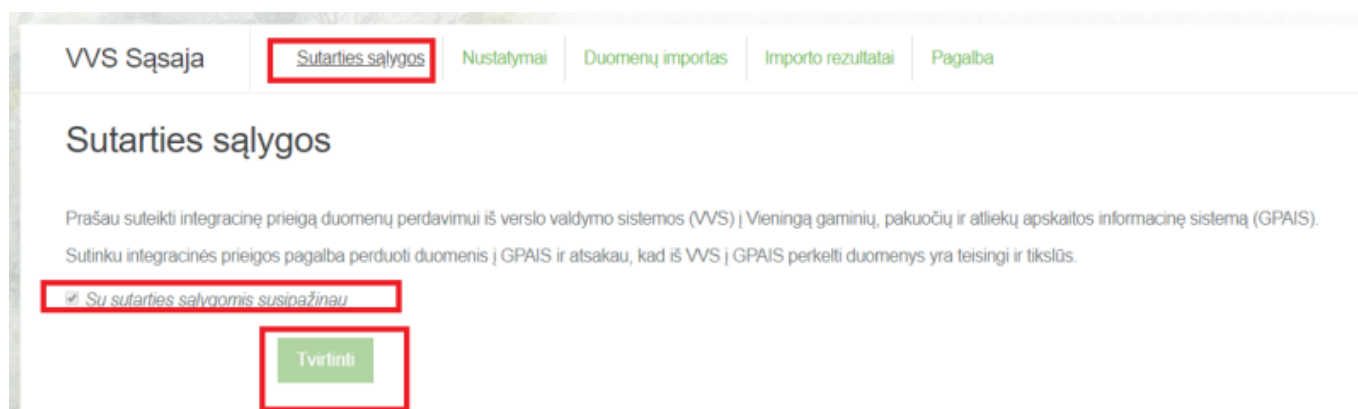 VVS Sąsaja Sutarties sąlygos Nustatymai Duomenų importas Importo rezultatai Pagalba
Sutarties sąlygos
Prašau suteikti integracinę prieigą duomenų perdavimui iš verslo valdymo sistemos (VVS) į Vieningą gaminių, pakuočių ir atliekų apskaitos informacinę sistemą (GPAIS).
Sutinku integracinės prieigos pagalba perduoti duomenis į GPAIS ir atsakau, kad iš VVS į GPAIS perkelti duomenys yra teisingi ir tikslūs.
Su sutarties sąlygomis susipažinau
Tvirtinti